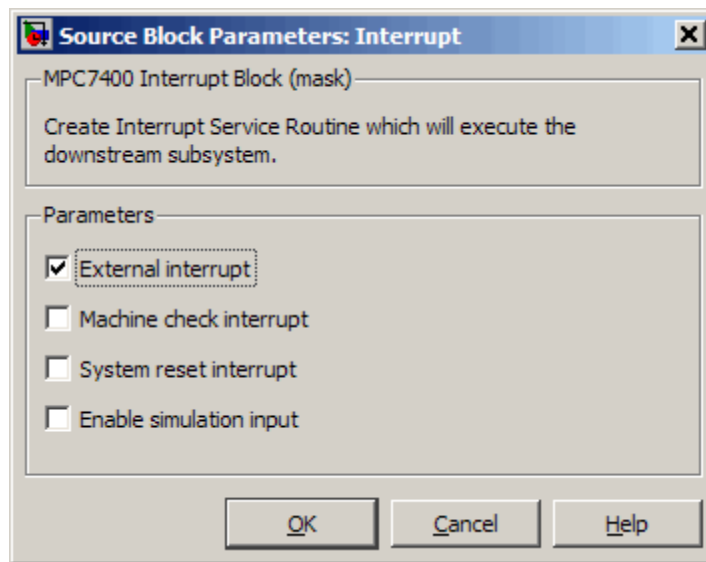 Source Block Parameters: Interrupt
MPC7400 Interrupt Block (mask)
Create Interrupt Service Routine which will execute the
downstream subsystem.
Parameters
External interrupt
Machine check interrupt
System reset interrupt
Enable simulation input
OK Cancel Help